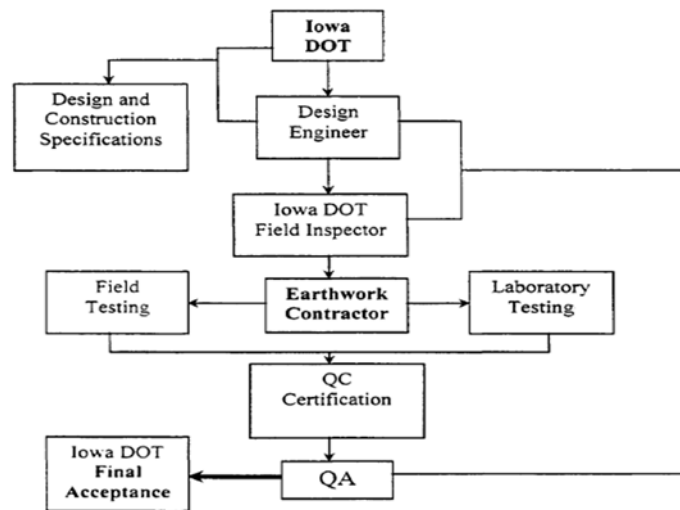 Iowa
DOT
Design and
Construction
Specifications
Design
Engineer
Iowa DOT
Field Inspector
Field
Testing
Earthwork
Contractor
Laboratory
Testing
QC
Certification
Iowa DOT
Final
Acceptance
QA